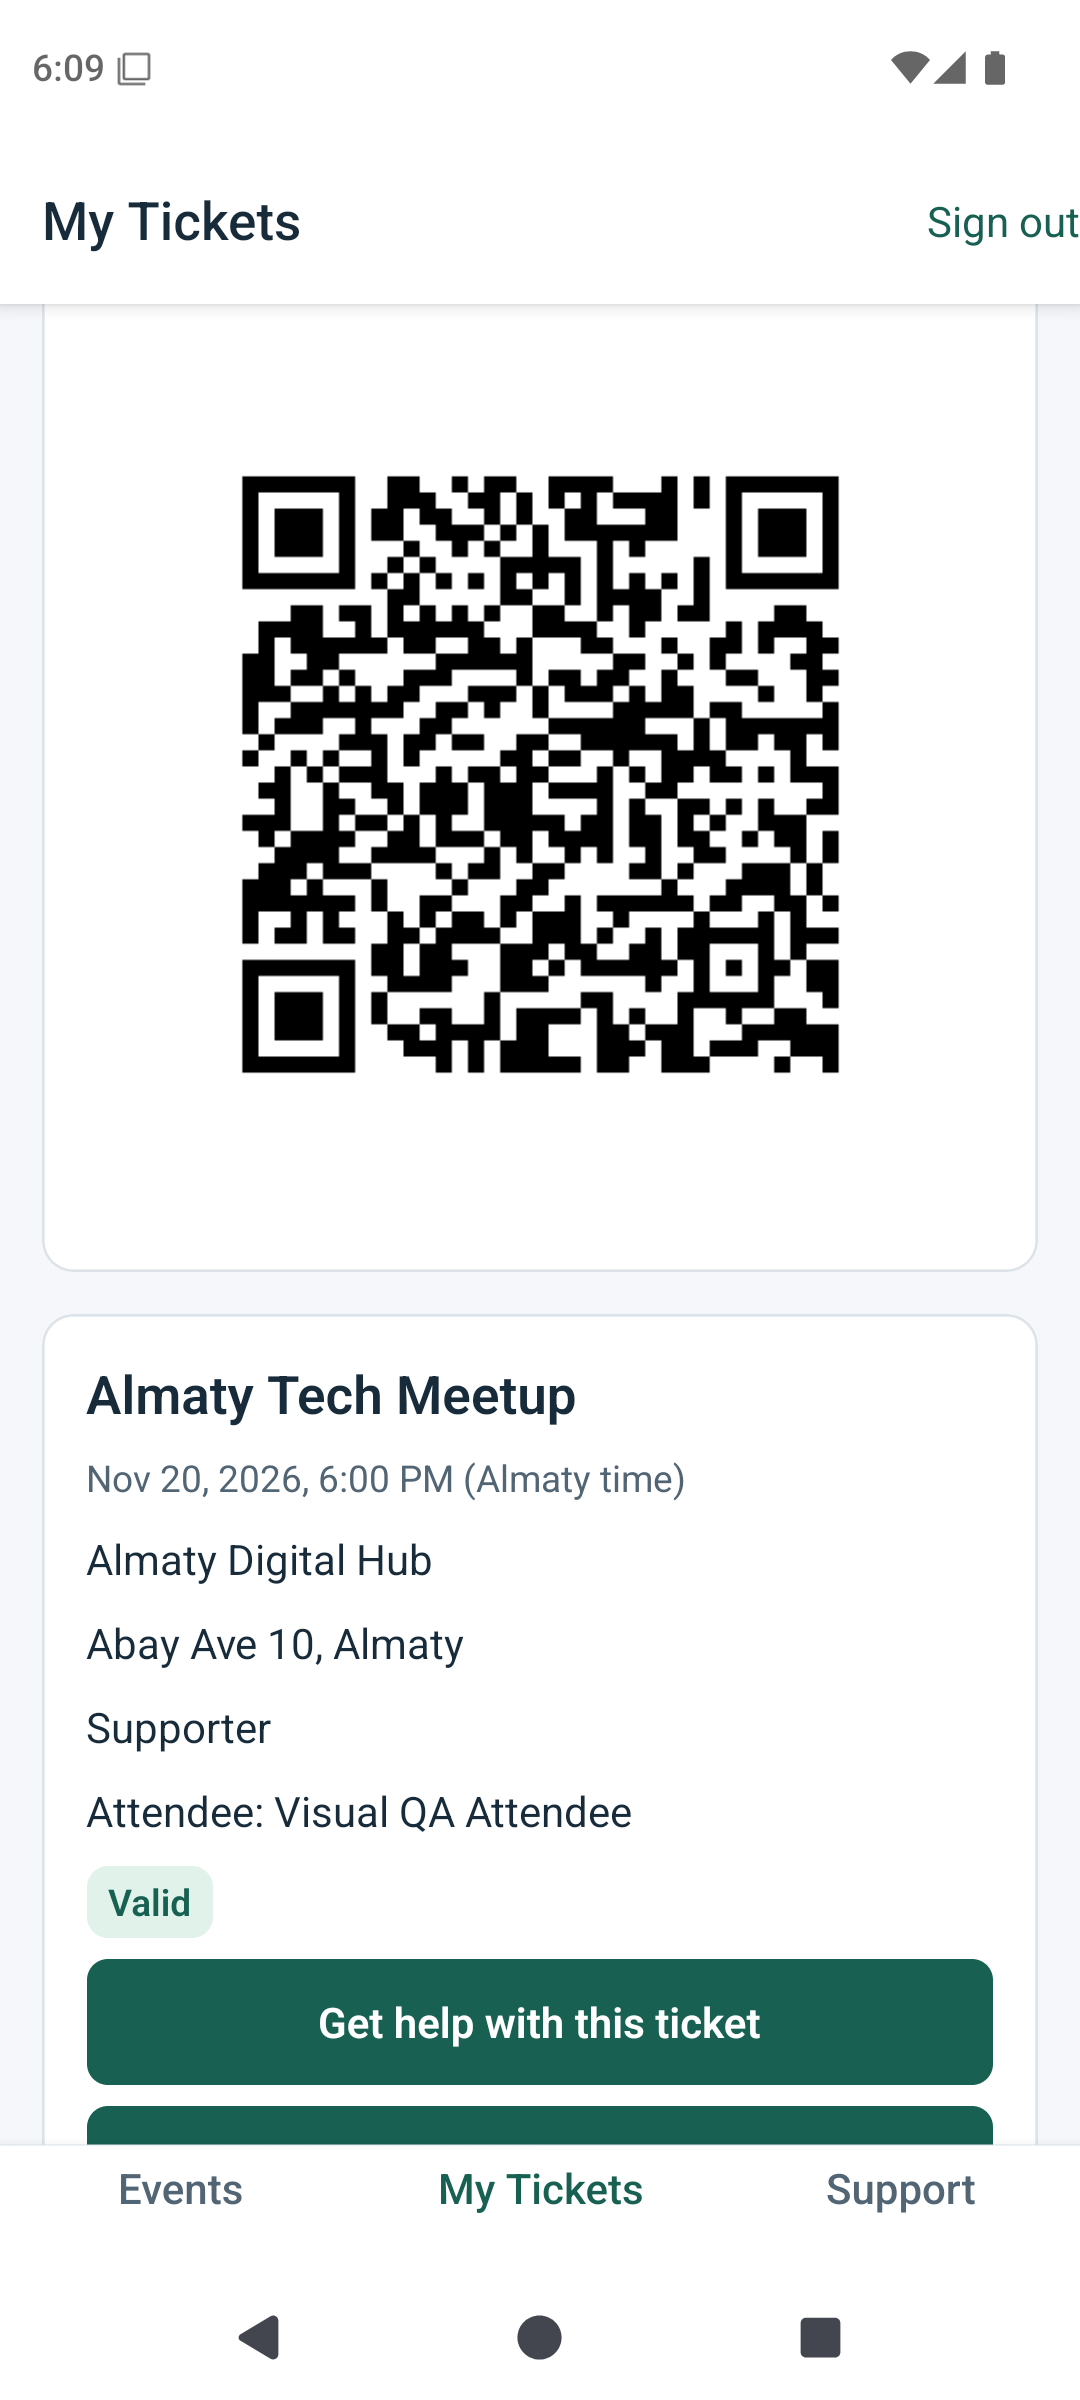 6:09
My Tickets
Sign out
Almaty Tech Meetup
Nov 20, 2026, 6:00 PM (Almaty time)
Almaty Digital Hub
Abay Ave 10, Almaty
Supporter
Attendee: Visual QA Attendee
Valid
Get help with this ticket
Events
My Tickets
Support